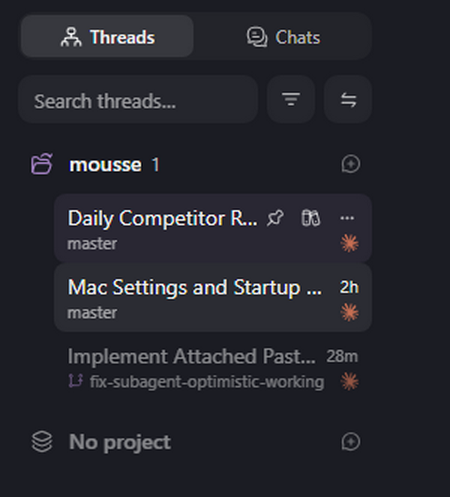 Threads Chats
Search threads...
mousse 1
Daily Competitor R...
master
Mac Settings and Startup ... 2h
master
Implement Attached Past... 28m
fix-subagent-optimistic-working
No project